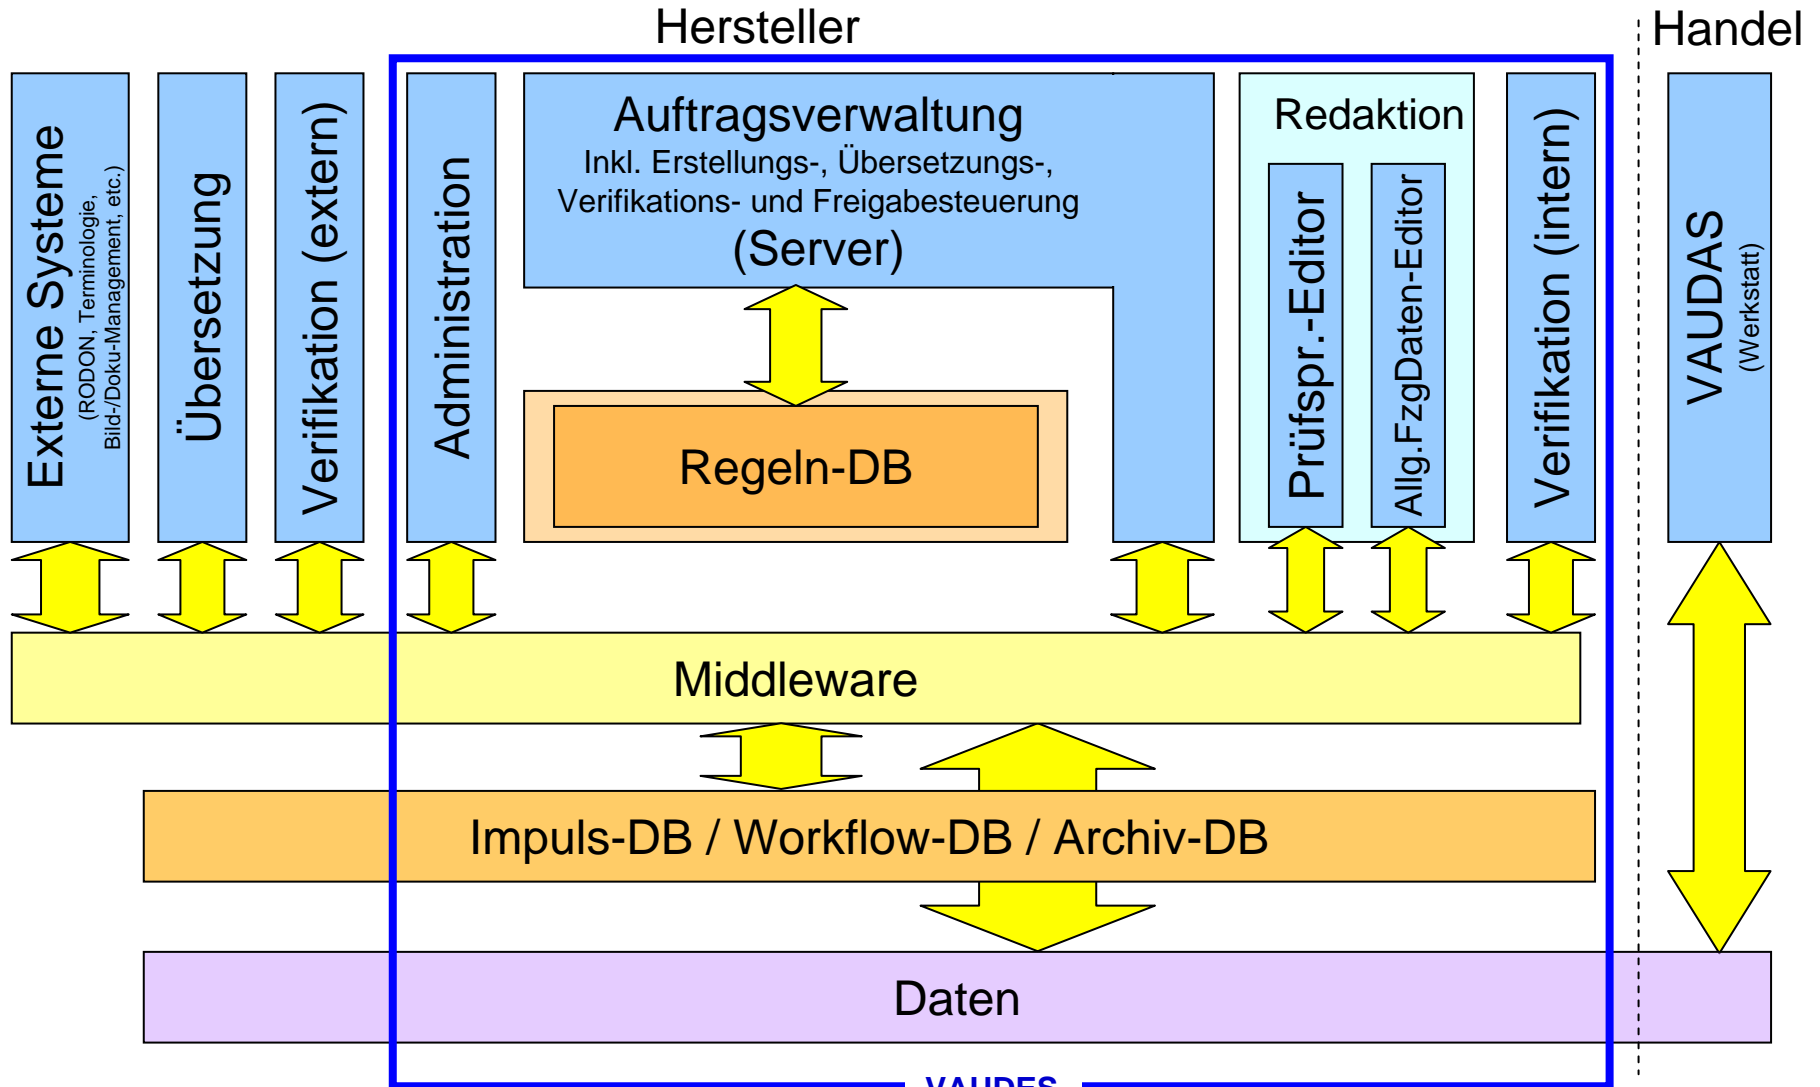 Hersteller
Handel
Externe Systeme
(RODON, Terminologie,
Bild-/Doku-Management, etc.)
Übersetzung
Verifikation (extern)
Administration
Auftragsverwaltung
Inkl. Erstellungs-, Übersetzungs-,
Verifikations- und Freigabesteuerung
(Server)
Regeln-DB
Redaktion
Prüfspr.-Editor
Allg.FzgDaten-Editor
Verifikation (intern)
VAUDAS
(Werkstatt)
Middleware
Impuls-DB / Workflow-DB / Archiv-DB
Daten
VAUDES